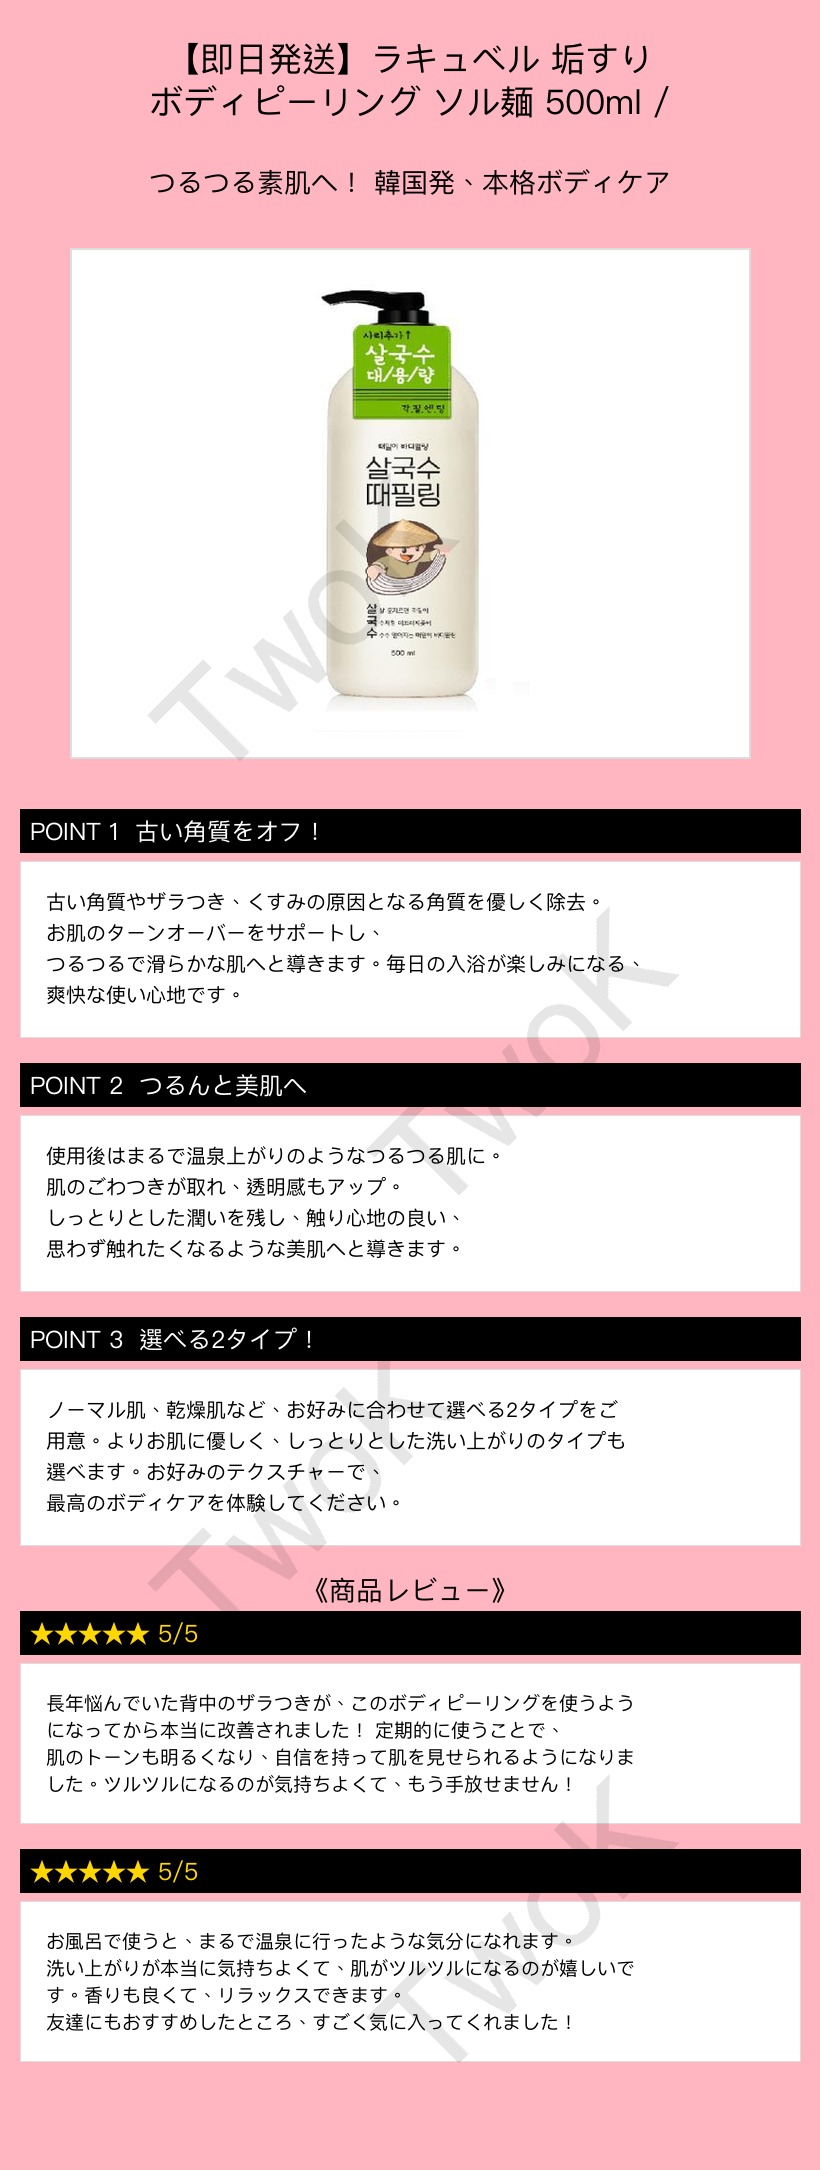 【即日発送】ラキュベル 垢すり
ボディピーリング ソル麺 500ml /
つるつる素肌へ！ 韓国発、本格ボディケア
사리추가↑
살국수
대/용/량
각.질.엔.딩
때밀이 바디필링
살국수
때필링
500 ml
POINT 1 古い角質をオフ！
古い角質やザラつき、くすみの原因となる角質を優しく除去。
お肌のターンオーバーをサポートし、
つるつるで滑らかな肌へと導きます。毎日の入浴が楽しみになる、
爽快な使い心地です。
POINT 2 つるんと美肌へ
使用後はまるで温泉上がりのようなつるつる肌に。
肌のごわつきが取れ、透明感もアップ。
しっとりとした潤いを残し、触り心地の良い、
思わず触れたくなるような美肌へと導きます。
POINT 3 選べる2タイプ！
ノーマル肌、乾燥肌など、お好みに合わせて選べる2タイプをご
用意。よりお肌に優しく、しっとりとした洗い上がりのタイプも
選べます。お好みのテクスチャーで、
最高のボディケアを体験してください。
《商品レビュー》
★★★★★ 5/5
長年悩んでいた背中のザラつきが、このボディピーリングを使うよう
になってから本当に改善されました！ 定期的に使うことで、
肌のトーンも明るくなり、自信を持って肌を見せられるようになりま
した。ツルツルになるのが気持ちよくて、もう手放せません！
★★★★★ 5/5
お風呂で使うと、まるで温泉に行ったような気分になれます。
洗い上がりが本当に気持ちよくて、肌がツルツルになるのが嬉しいで
す。香りも良くて、リラックスできます。
友達にもおすすめしたところ、すごく気に入ってくれました！
TwoK
TwoK
TwoK
TwoK